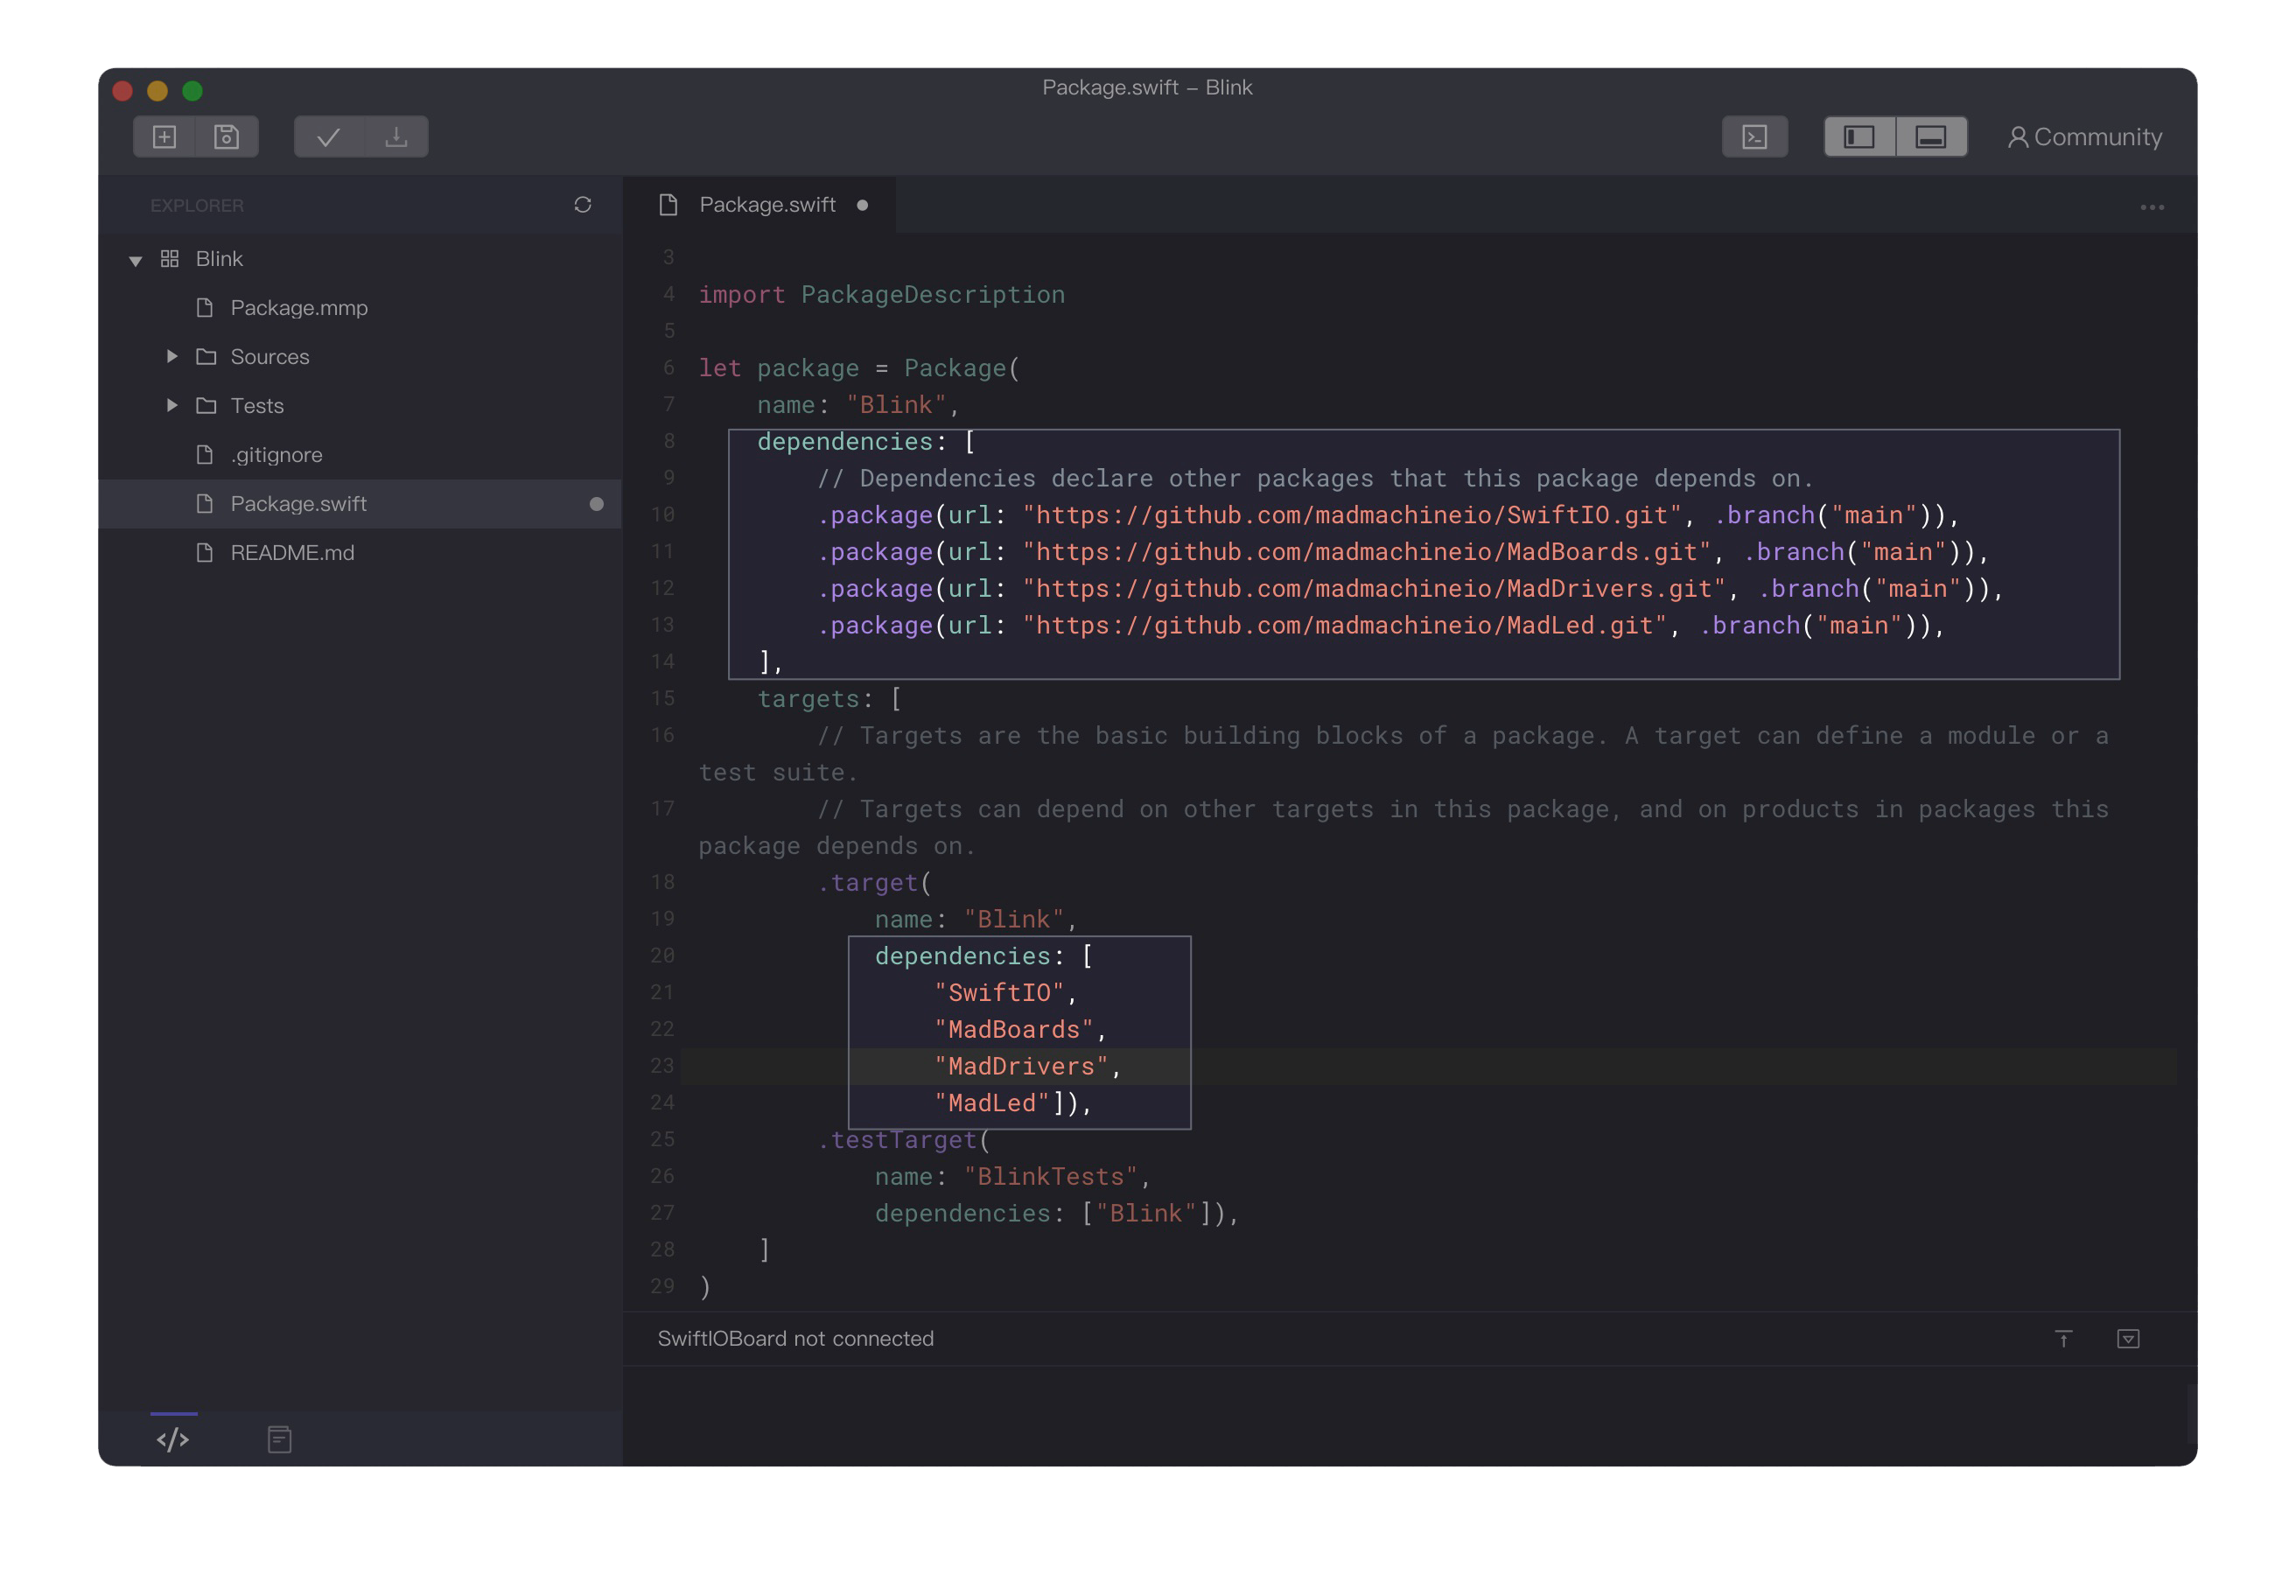 Package.swift – Blink
Community
EXPLORER
Blink
Package.mmp
Sources
Tests
.gitignore
Package.swift
README.md
Package.swift
3
4 import PackageDescription
5
6 let package = Package(
7     name: "Blink",
8     dependencies: [
9         // Dependencies declare other packages that this package depends on.
10         .package(url: "https://github.com/madmachineio/SwiftIO.git", .branch("main")),
11         .package(url: "https://github.com/madmachineio/MadBoards.git", .branch("main")),
12         .package(url: "https://github.com/madmachineio/MadDrivers.git", .branch("main")),
13         .package(url: "https://github.com/madmachineio/MadLed.git", .branch("main")),
14     ],
15     targets: [
16         // Targets are the basic building blocks of a package. A target can define a module or a
test suite.
17         // Targets can depend on other targets in this package, and on products in packages this
package depends on.
18         .target(
19             name: "Blink",
20             dependencies: [
21                 "SwiftIO",
22                 "MadBoards",
23                 "MadDrivers",
24                 "MadLed"]),
25         .testTarget(
26             name: "BlinkTests",
27             dependencies: ["Blink"]),
28     ]
29 )
SwiftIOBoard not connected